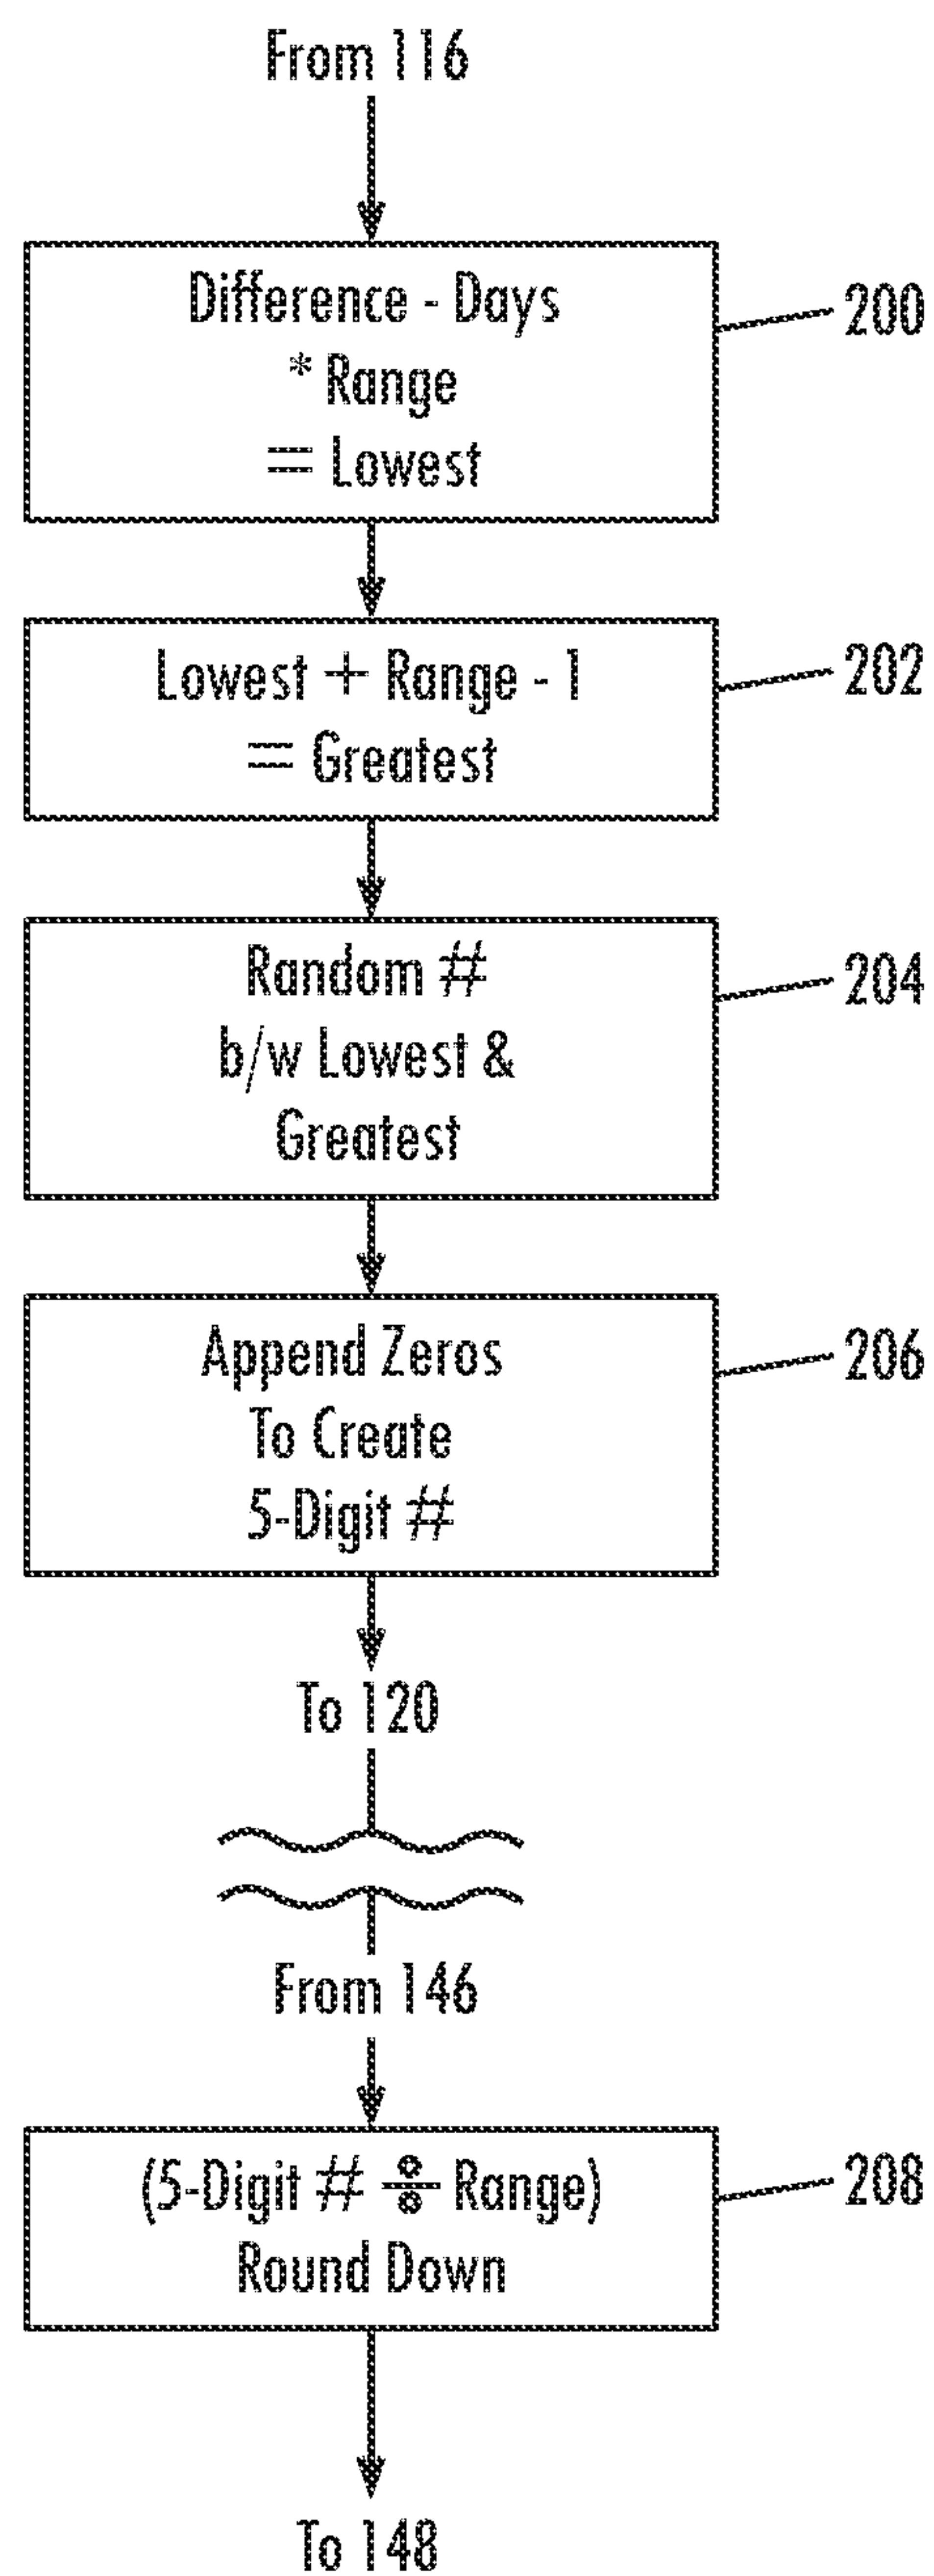 From 116
Difference - Days
* Range
= Lowest
200
Lowest + Range - 1
= Greatest
202
Random #
b/w Lowest &
Greatest
204
Append Zeros
To Create
5-Digit #
206
To 120
From 146
(5-Digit # ÷ Range)
Round Down
208
To 148